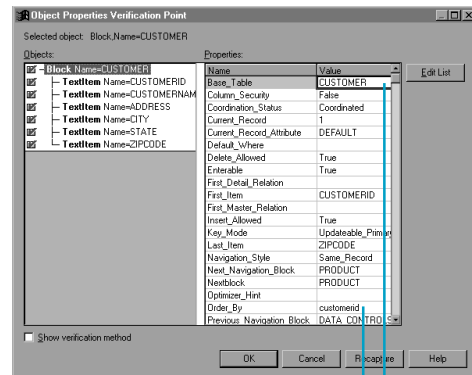 Object Properties Verification Point
Selected object: Block,Name=CUSTOMER
Objects:
Block Name=CUSTOMER
TextItem Name=CUSTOMERID
TextItem Name=CUSTOMERNAM
TextItem Name=ADDRESS
TextItem Name=CITY
TextItem Name=STATE
TextItem Name=ZIPCODE
Properties:
Name Value
Base_Table CUSTOMER
Column_Security False
Coordination_Status Coordinated
Current_Record 1
Current_Record_Attribute DEFAULT
Default_Where
Delete_Allowed True
Enterable True
First_Detail_Relation
First_Item CUSTOMERID
First_Master_Relation
Insert_Allowed True
Key_Mode Updateable_Primary
Last_Item ZIPCODE
Navigation_Style Same_Record
Next_Navigation_Block PRODUCT
Nextblock PRODUCT
Optimizer_Hint
Order_By customerid
Previous_Navigation_Block DATA_CONTROLS
Edit List
Show verification method
OK Cancel Recapture Help